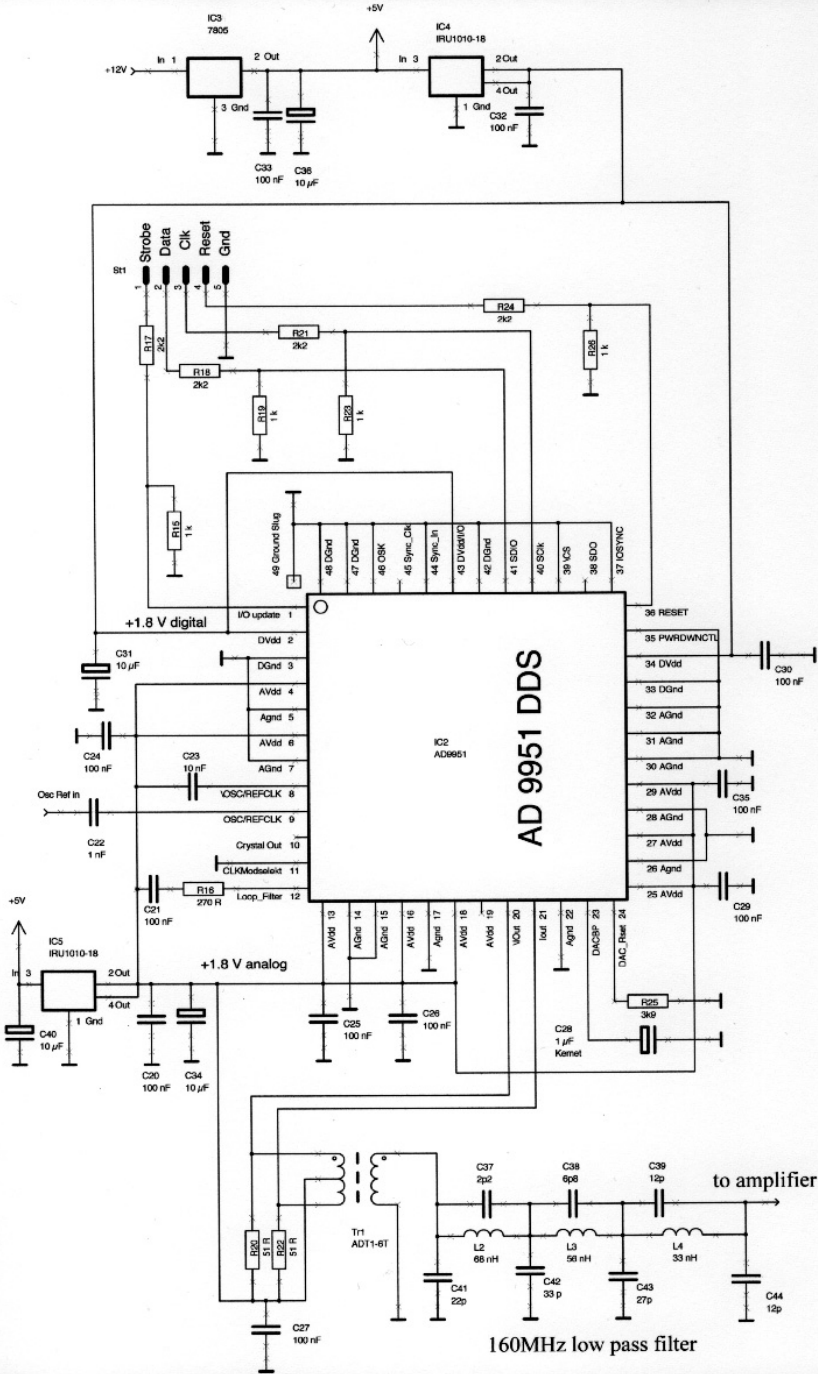 IC3
7805
+5V
IC4
IRU1010-18
In 1
2 Out
+12V
3 Gnd
In 3
2Out
4Out
1 Gnd
C33
100 nF
C36
10 µF
C32
100 nF
Strobe
Data
Clk
Reset
Gnd
St1
1
2
3
4
5
R17
2k2
R18
2k2
R21
2k2
R24
2k2
R26
1 k
R19
1 k
R23
1 k
R15
1 k
49 Ground Slug
48 DGnd
47 DGnd
46 OSK
45 Sync_Clk
44 Sync_In
43 DVdd/I/O
42 DGnd
41 SDIO
40 SClk
39 \CS
38 SDO
37 IOSYNC
+1.8 V digital
I/O update 1
DVdd 2
DGnd 3
AVdd 4
Agnd 5
AVdd 6
AGnd 7
\OSC/REFCLK 8
OSC/REFCLK 9
Crystal Out 10
CLKModselekt 11
Loop_Filter 12
36 RESET
35 PWRDWNCTL
34 DVdd
33 DGnd
32 AGnd
31 AGnd
30 AGnd
29 AVdd
28 AGnd
27 AVdd
26 Agnd
25 AVdd
IC2
AD9951
AD 9951 DDS
C31
10 µF
C24
100 nF
C23
10 nF
Osc Ref in
C22
1 nF
C21
100 nF
R16
270 R
C30
100 nF
C35
100 nF
C29
100 nF
AVdd 13
AGnd 14
AGnd 15
AVdd 16
Agnd 17
AVdd 18
AVdd 19
\IOut 20
Iout 21
Agnd 22
DACBP 23
DAC_Rset 24
+5V
IC5
IRU1010-18
In 3
2Out
4Out
1 Gnd
+1.8 V analog
C40
10 µF
C20
100 nF
C34
10 µF
C25
100 nF
C26
100 nF
R25
3k9
C28
1 µF
Kemet
R20
51 R
R22
51 R
Tr1
ADT1-6T
C27
100 nF
C37
2p2
C38
6p8
C39
12p
to amplifier
L2
68 nH
L3
56 nH
L4
33 nH
C41
22p
C42
33 p
C43
27p
C44
12p
160MHz low pass filter